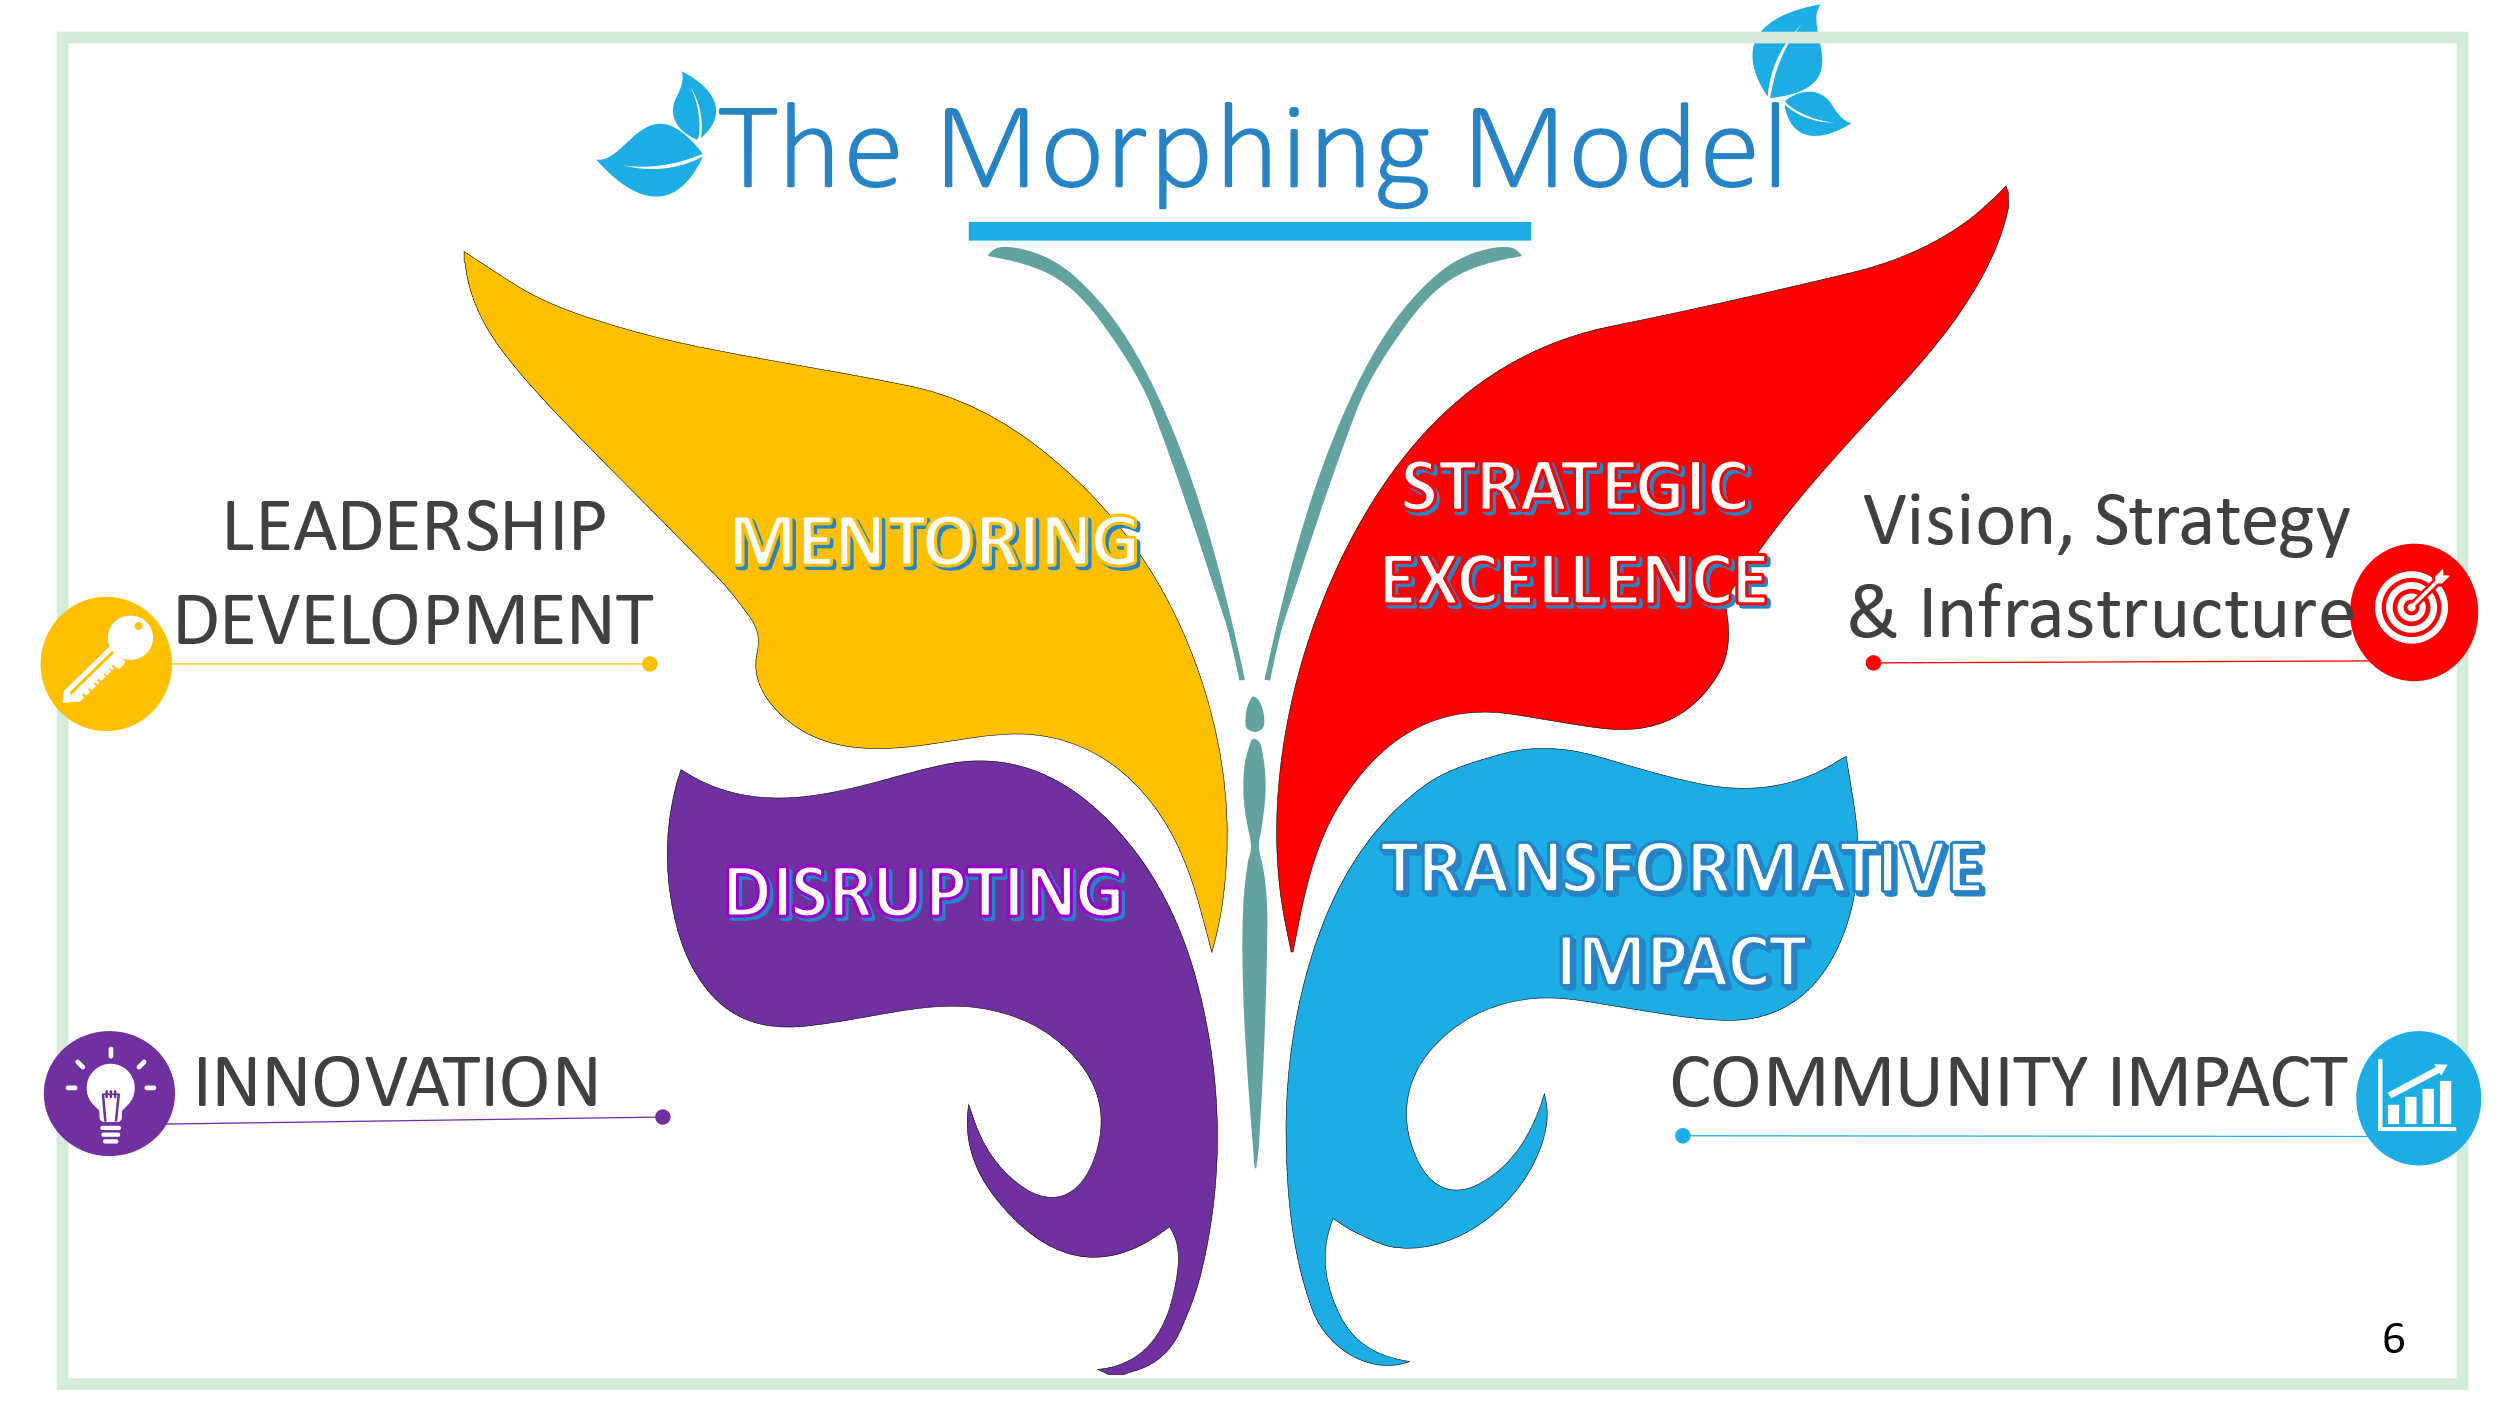 The Morphing Model
LEADERSHIP
DEVELOPMENT
MENTORING
STRATEGIC
EXCELLENCE
Vision, Strategy
& Infrastructure
DISRUPTING
TRANSFORMATIVE
IMPACT
INNOVATION
COMMUNITY IMPACT
6